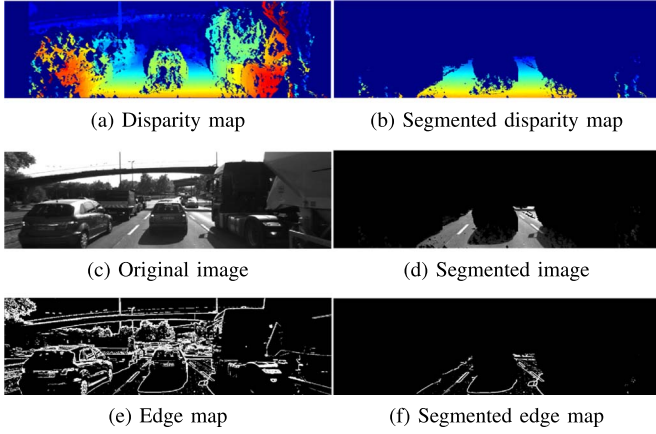 (a) Disparity map
(b) Segmented disparity map
(c) Original image
(d) Segmented image
(e) Edge map
(f) Segmented edge map